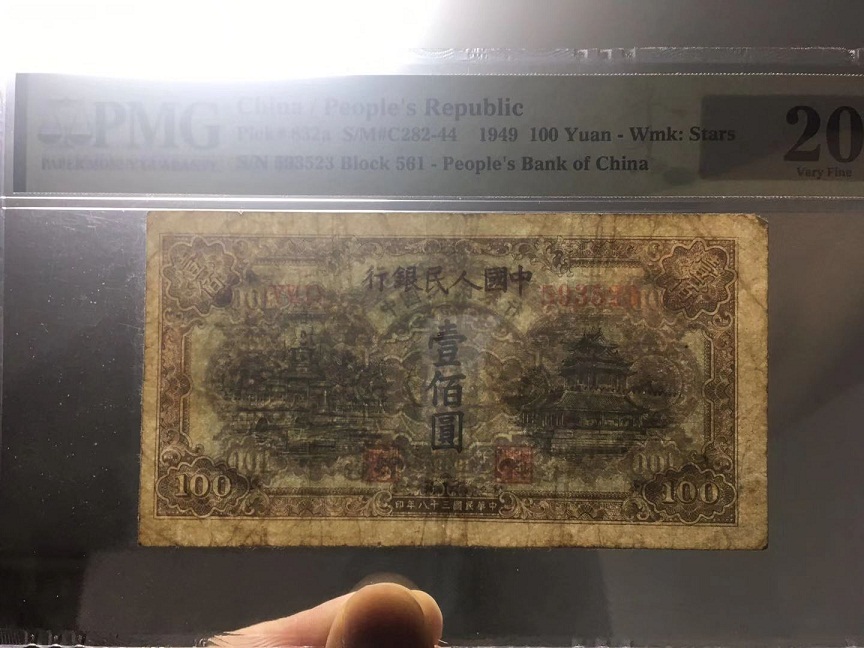 PMG
China / People's Republic
Pick# 832a S/M#C282-44 1949 100 Yuan - Wmk: Stars
S/N 593523 Block 561 - People's Bank of China
20
Very Fine
行銀民人國中
壹佰圓
100
100
印年八十三國民華中